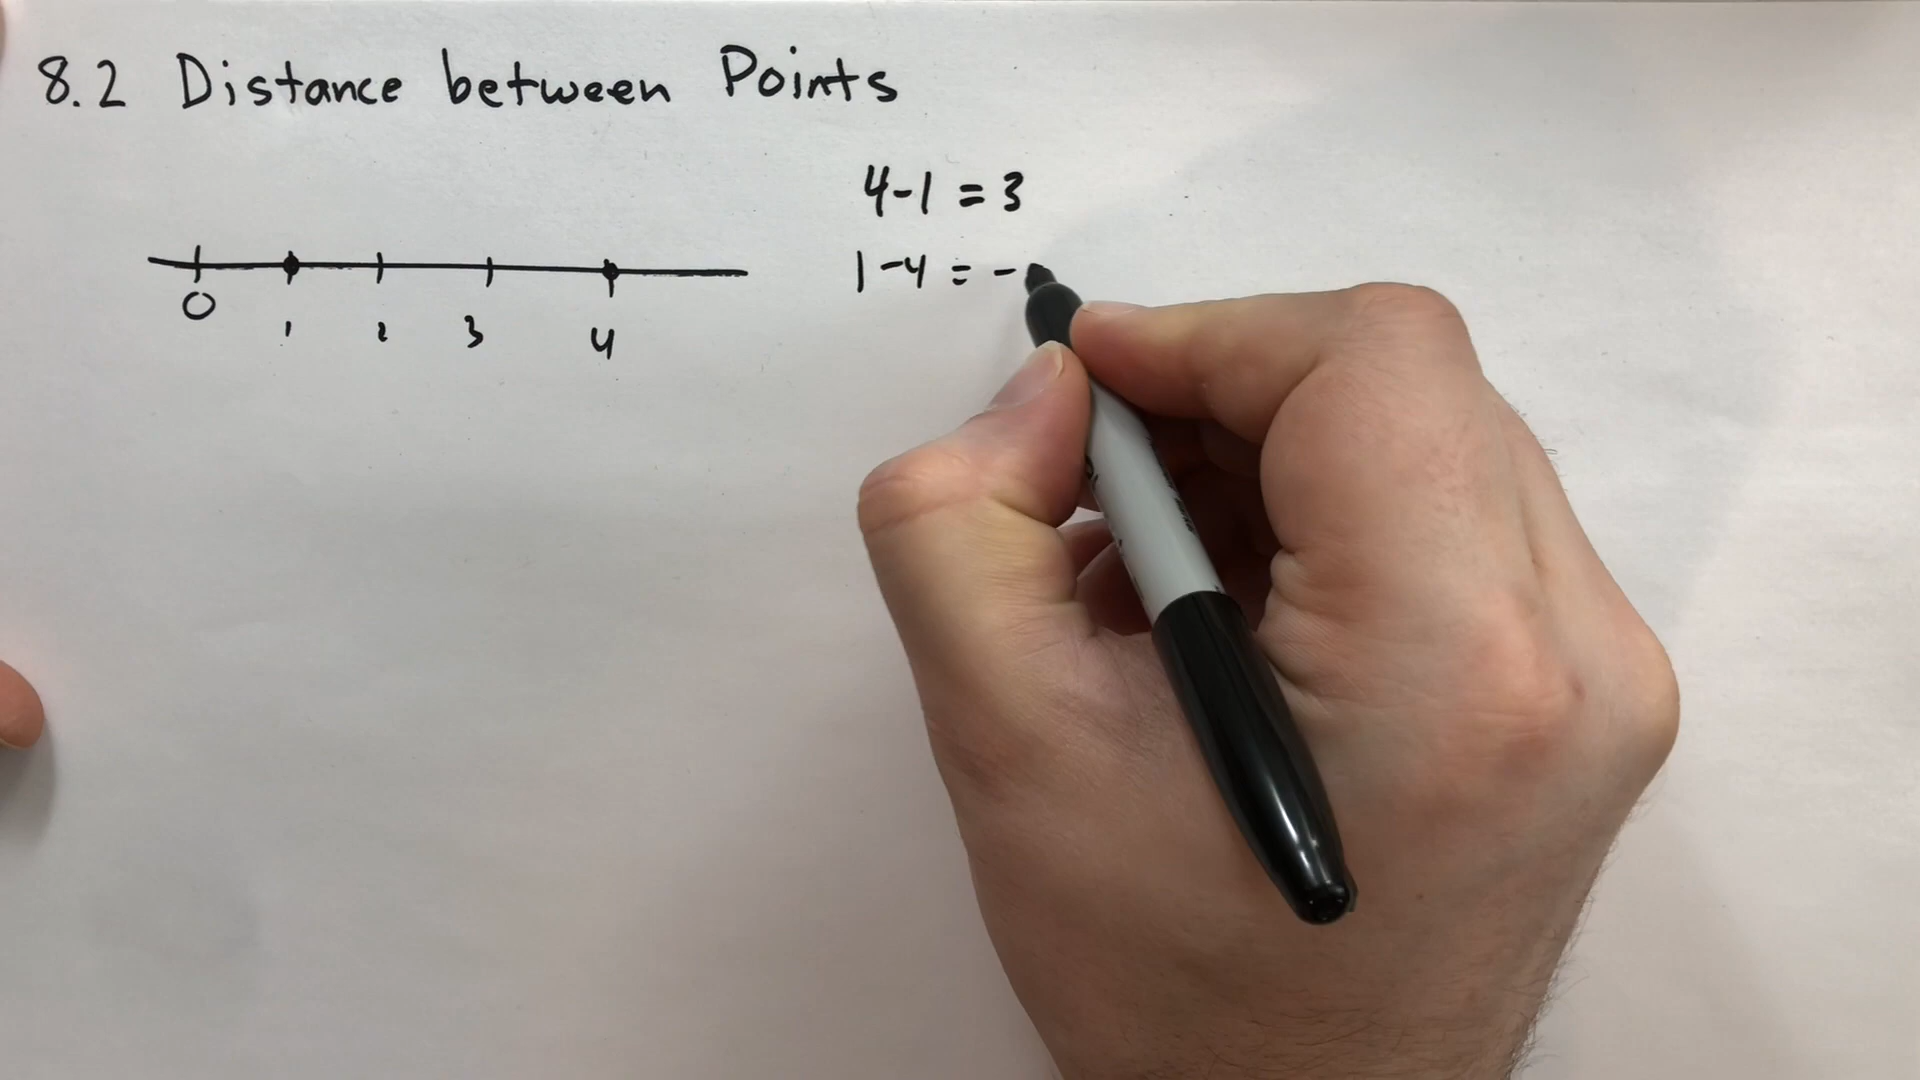 8.2 Distance between Points
4-1 = 3
1-4 = -
0 1 2 3 4